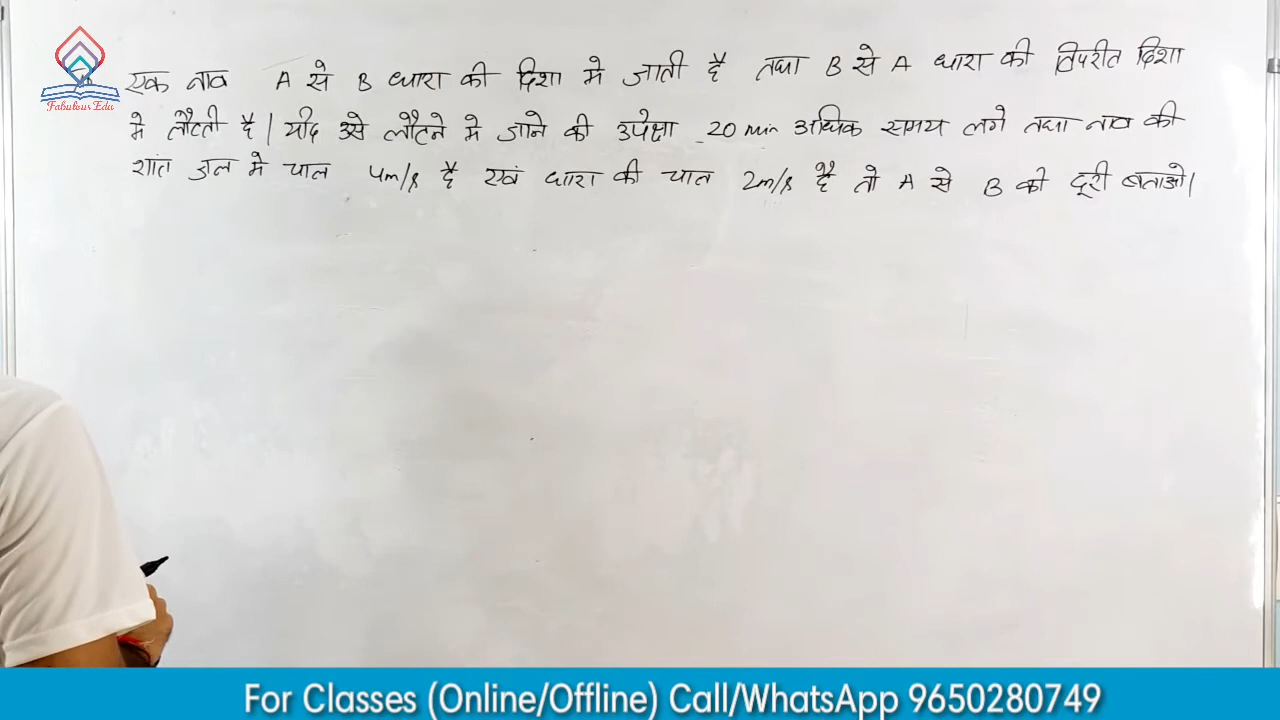 Fabulous Edu
एक नाव A से B धारा की दिशा मे जाती है तथा B से A धारा की विपरीत दिशा
मे लौटती है। यदि उसे लौटने मे जाने की उपेक्षा 20 min अधिक समय लगे तथा नाव की
शांत जल मे चाल 4m/s है एवं धारा की चाल 2m/s है तो A से B की दूरी बताओ।
For Classes (Online/Offline) Call/WhatsApp 9650280749